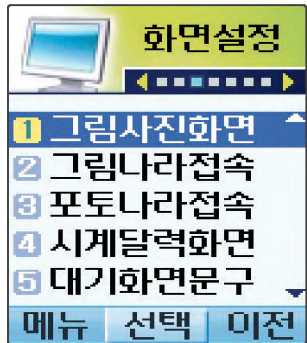 화면설정
1 그림사진화면
2 그림나라접속
3 포토나라접속
4 시계달력화면
5 대기화면문구
메뉴 선택 이전